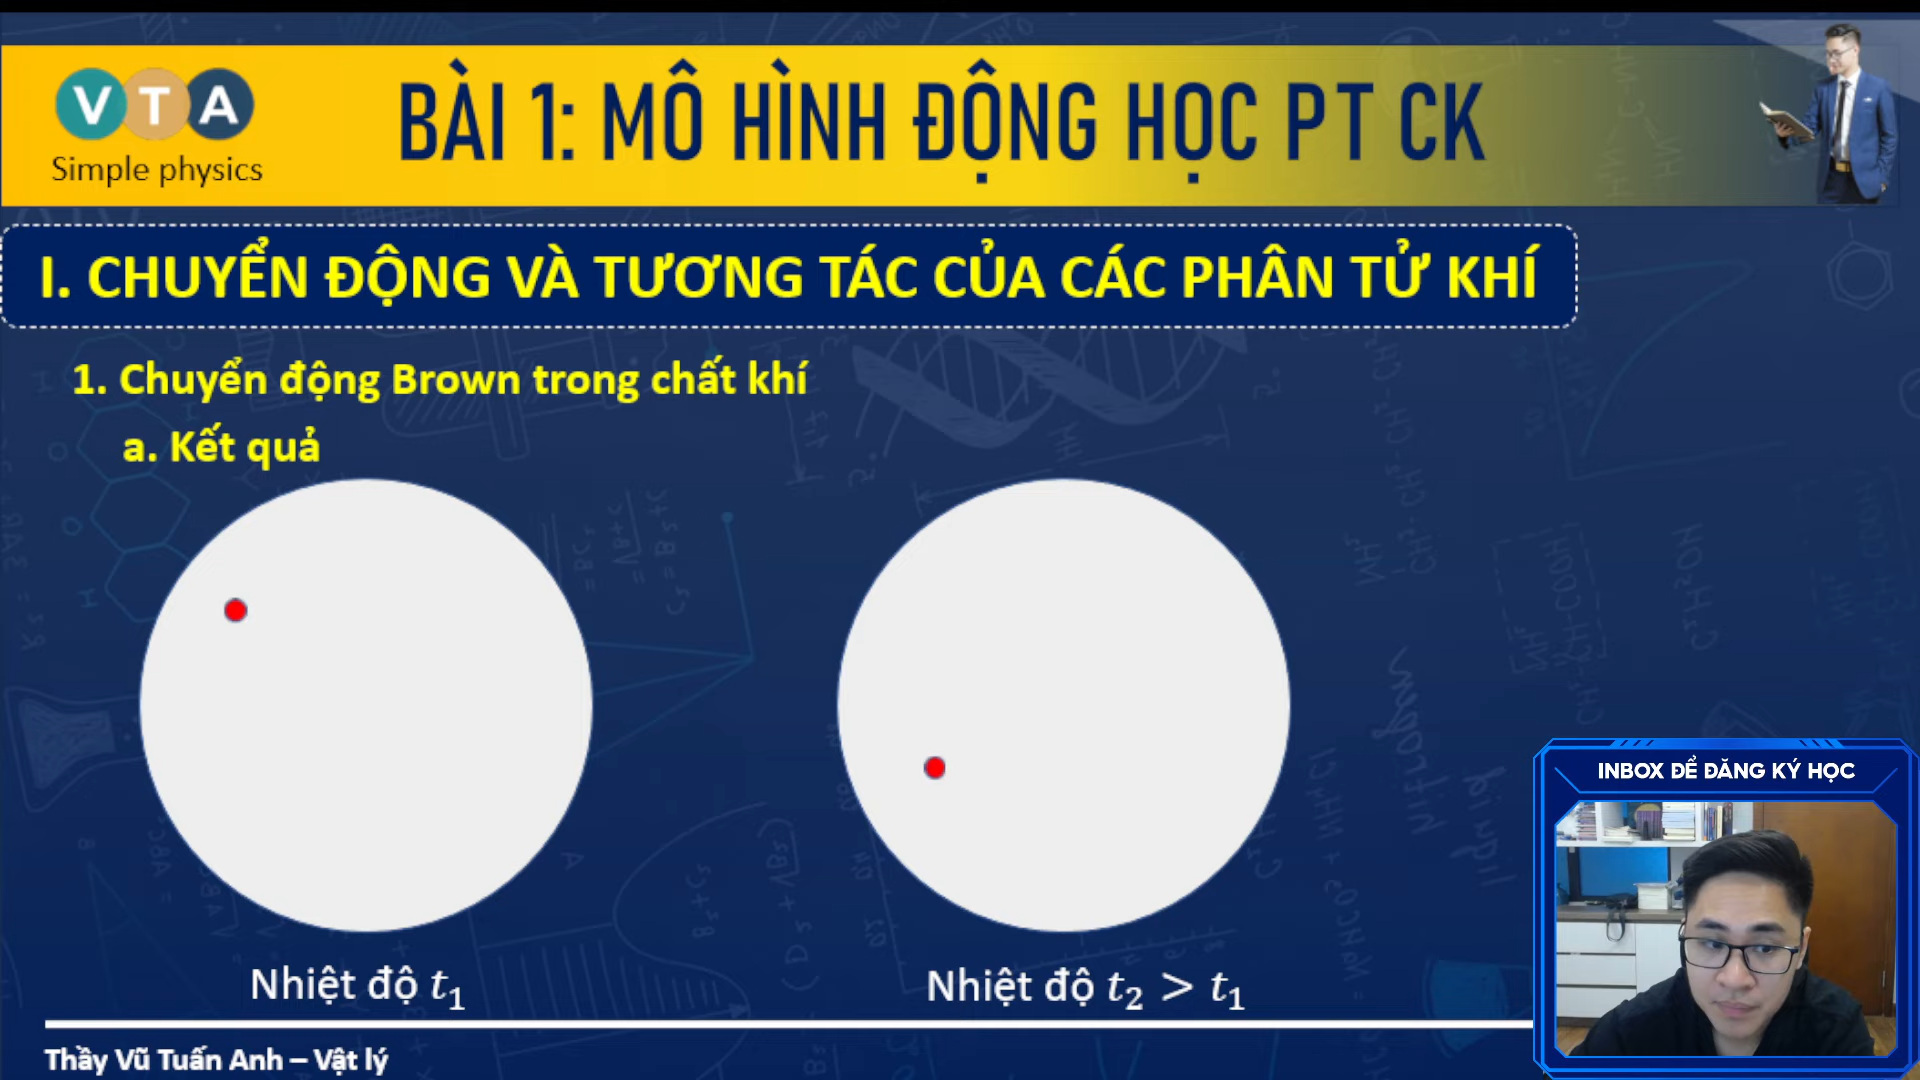 VTA
Simple physics
BÀI 1: MÔ HÌNH ĐỘNG HỌC PT CK
I. CHUYỂN ĐỘNG VÀ TƯƠNG TÁC CỦA CÁC PHÂN TỬ KHÍ
1. Chuyển động Brown trong chất khí
a. Kết quả
Nhiệt độ t₁
Nhiệt độ t₂ > t₁
INBOX ĐỂ ĐĂNG KÝ HỌC
Thầy Vũ Tuấn Anh – Vật lý